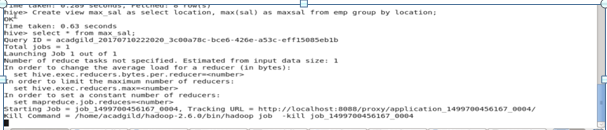 Time taken: 0.289 seconds, Fetched: 8 row(s)
hive> Create view max_sal as select location, max(sal) as maxsal from emp group by location;
OK
Time taken: 0.63 seconds
hive> select * from max_sal;
Query ID = acadgild_20170710222020_3c00a78c-bce6-426e-a53c-eff15085eb1b
Total jobs = 1
Launching Job 1 out of 1
Number of reduce tasks not specified. Estimated from input data size: 1
In order to change the average load for a reducer (in bytes):
set hive.exec.reducers.bytes.per.reducer=<number>
In order to limit the maximum number of reducers:
set hive.exec.reducers.max=<number>
In order to set a constant number of reducers:
set mapreduce.job.reduces=<number>
Starting Job = job_1499700456167_0004, Tracking URL = http://localhost:8088/proxy/application_1499700456167_0004/
Kill Command = /home/acadgild/hadoop-2.6.0/bin/hadoop job -kill job_1499700456167_0004